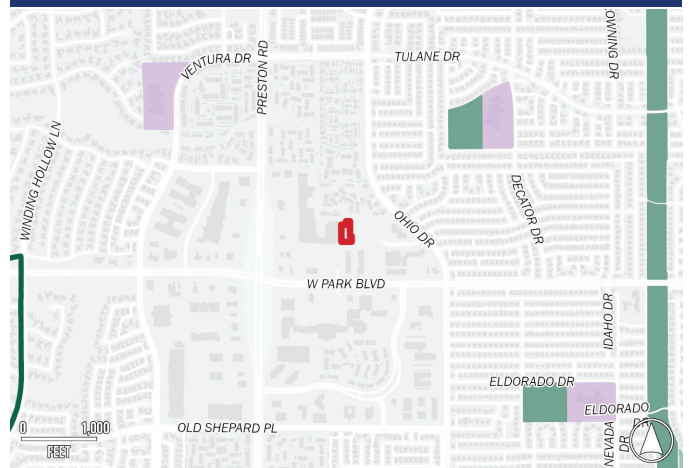 VENTURA DR
PRESTON RD
TULANE DR
OWNING DR
WINDING HOLLOW LN
OHIO DR
DECATOR DR
W PARK BLVD
IDAHO DR
ELDORADO DR
ELDORADO DR
OLD SHEPARD PL
NEVADA DR
0 1,000
FEET